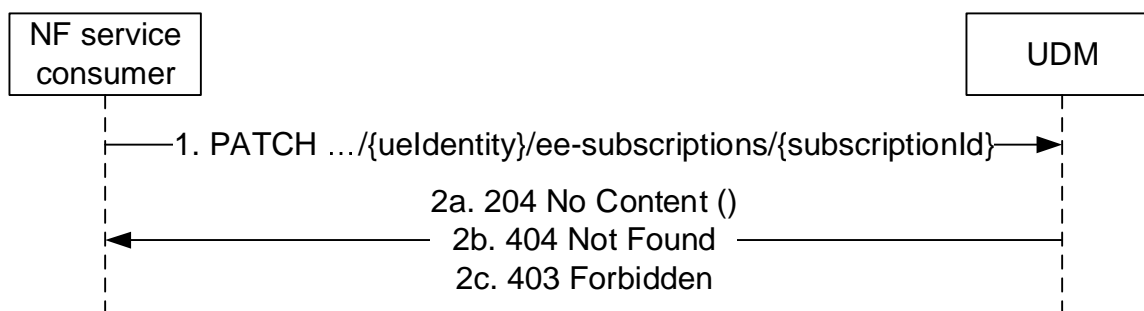 NF service
consumer
UDM
1. PATCH …/{ueIdentity}/ee-subscriptions/{subscriptionId}
2a. 204 No Content ()
2b. 404 Not Found
2c. 403 Forbidden